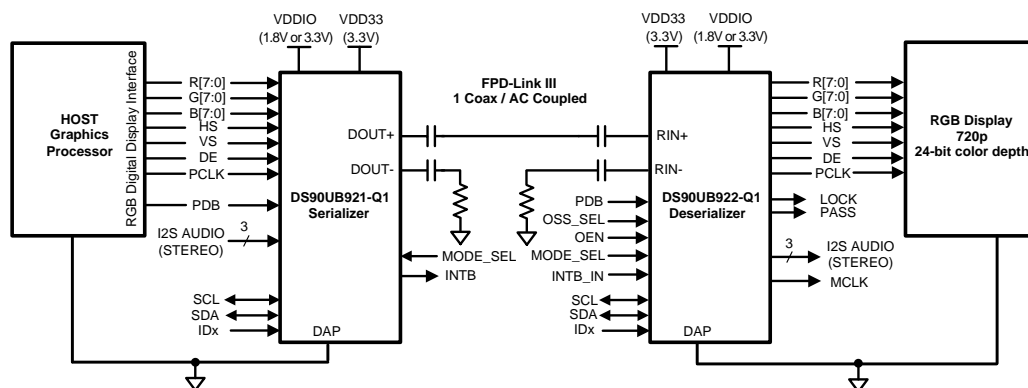 VDDIO
(1.8V or 3.3V)
VDD33
(3.3V)
VDD33
(3.3V)
VDDIO
(1.8V or 3.3V)
HOST
Graphics
Processor
RGB Digital Display Interface
R[7:0]
G[7:0]
B[7:0]
HS
VS
DE
PCLK
PDB
I2S AUDIO
(STEREO)
3
SCL
SDA
IDx
DOUT+
DOUT-
DS90UB921-Q1
Serializer
MODE_SEL
INTB
DAP
FPD-Link III
1 Coax / AC Coupled
RIN+
RIN-
PDB
OSS_SEL
OEN
MODE_SEL
INTB_IN
SCL
SDA
IDx
DS90UB922-Q1
Deserializer
DAP
R[7:0]
G[7:0]
B[7:0]
HS
VS
DE
PCLK
LOCK
PASS
3
I2S AUDIO
(STEREO)
MCLK
RGB Display
720p
24-bit color depth